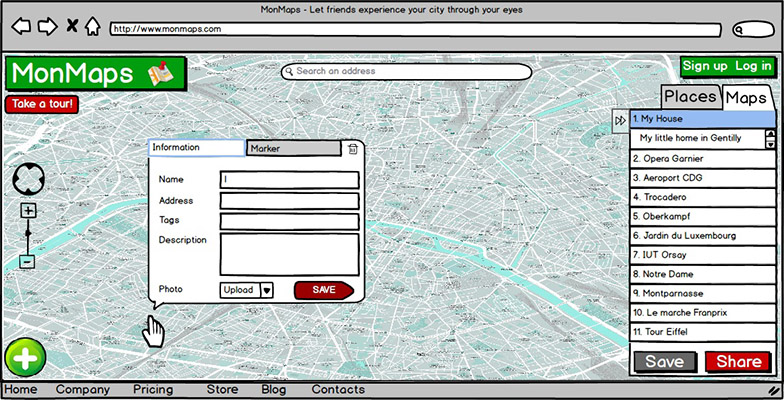 MonMaps - Let friends experience your city through your eyes
http://www.monmaps.com
MonMaps
Search an address
Sign up Log in
Take a tour!
Places Maps
1. My House
My little home in Gentilly
2. Opera Garnier
3. Aeroport CDG
4. Trocadero
5. Oberkampf
6. Jardin du Luxembourg
7. IUT Orsay
8. Notre Dame
9. Montparnasse
10. Le marche Franprix
11. Tour Eiffel
Save Share
Information Marker
Name
Address
Tags
Description
Photo Upload SAVE
Home Company Pricing Store Blog Contacts